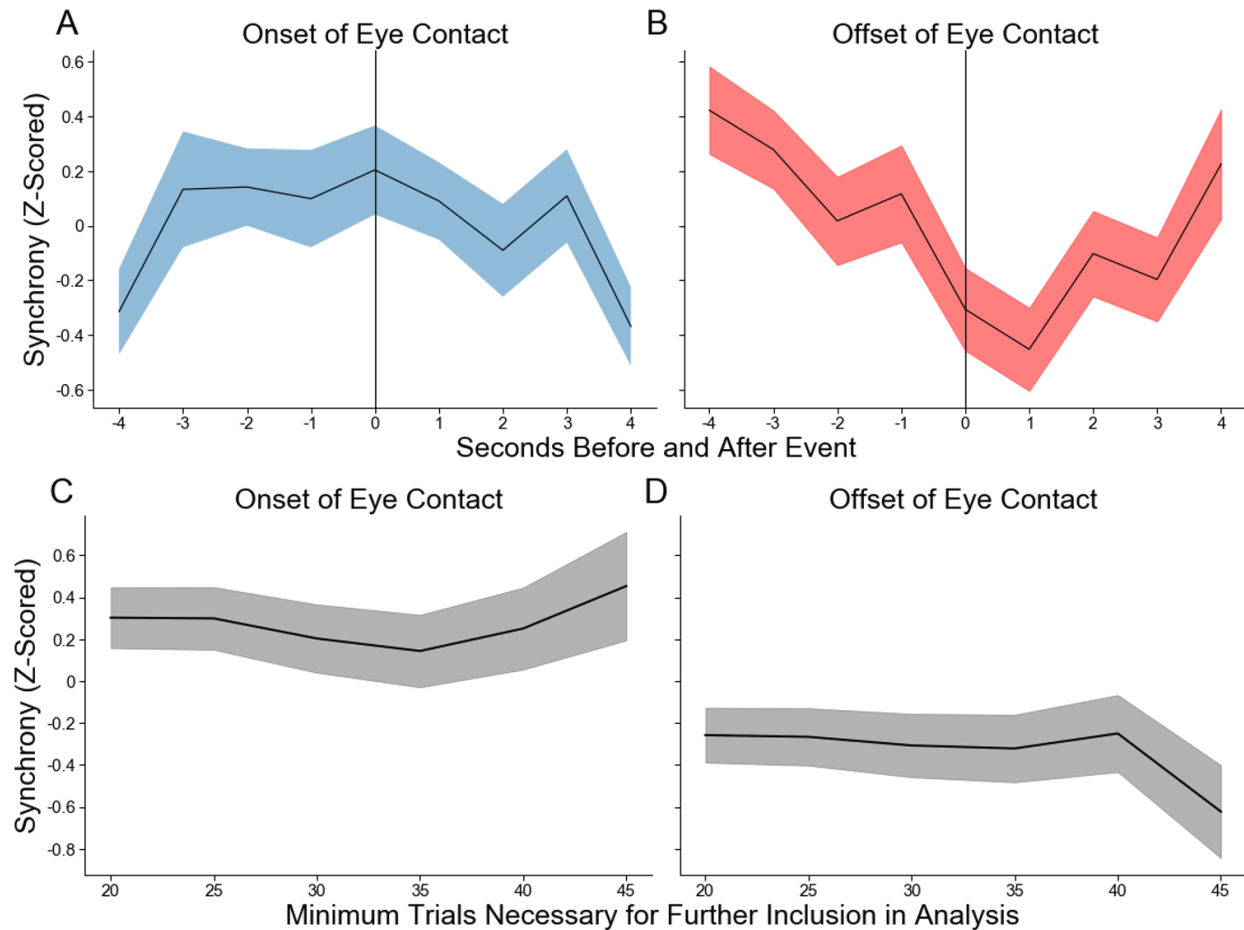 A
Onset of Eye Contact
B
Offset of Eye Contact
Synchrony (Z-Scored)
0.6
0.4
0.2
0
-0.2
-0.4
-0.6
-4 -3 -2 -1 0 1 2 3 4
-4 -3 -2 -1 0 1 2 3 4
Seconds Before and After Event
C
Onset of Eye Contact
D
Offset of Eye Contact
Synchrony (Z-Scored)
0.6
0.4
0.2
0
-0.2
-0.4
-0.6
-0.8
20 25 30 35 40 45
20 25 30 35 40 45
Minimum Trials Necessary for Further Inclusion in Analysis